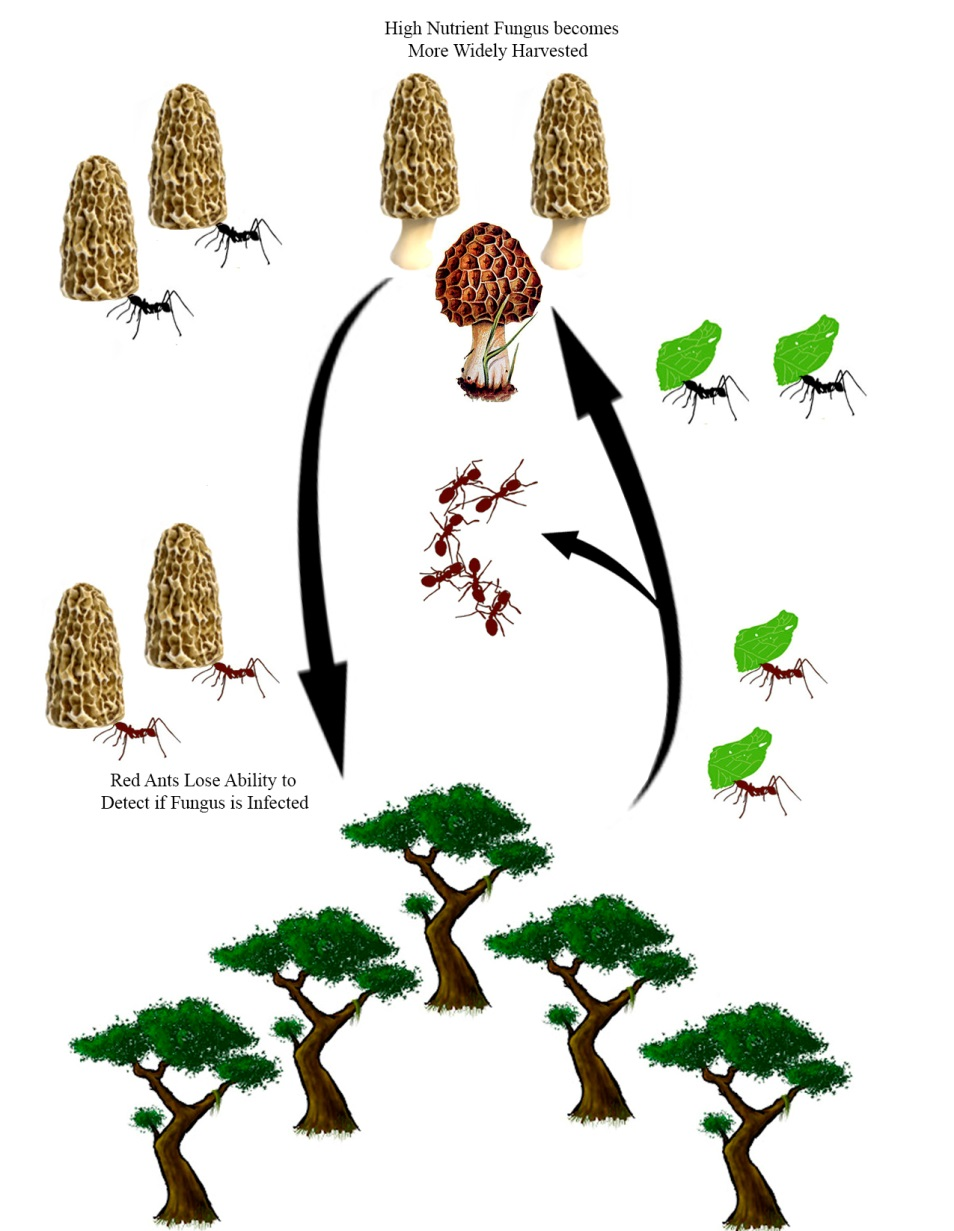 High Nutrient Fungus becomes
More Widely Harvested
Red Ants Lose Ability to
Detect if Fungus is Infected